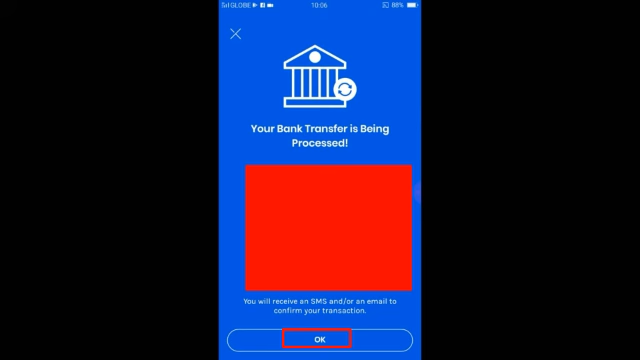 GLOBE
10:06
88%
Your Bank Transfer is Being
Processed!
You will receive an SMS and/or an email to
confirm your transaction.
OK